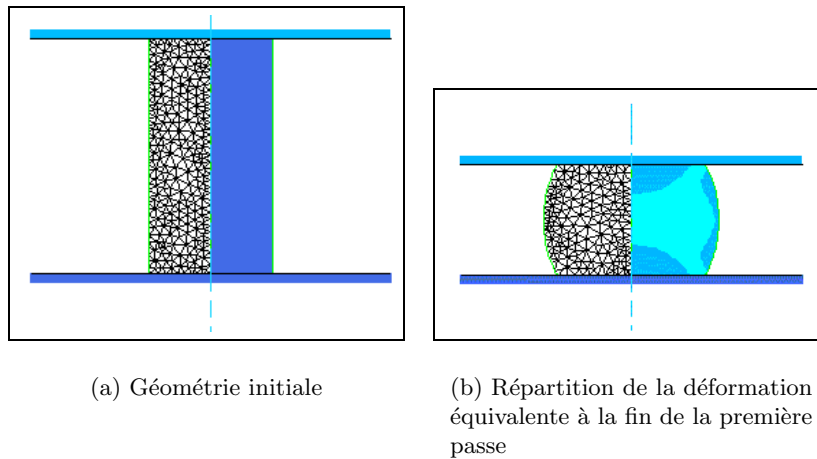 (a) Géométrie initiale
(b) Répartition de la déformation
équivalente à la fin de la première
passe